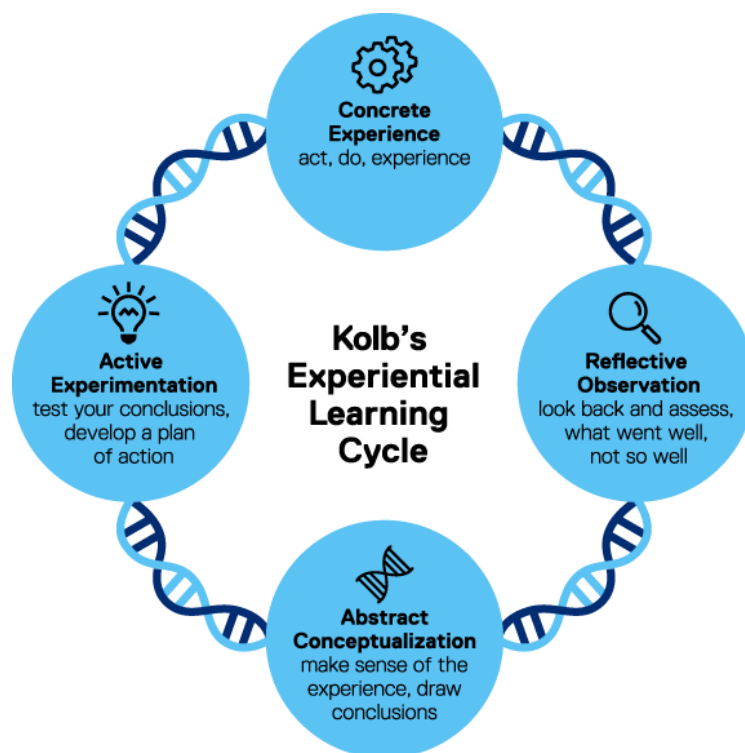 Concrete
Experience
act, do, experience
Kolb's
Experiential
Learning
Cycle
Reflective
Observation
look back and assess,
what went well,
not so well
Abstract
Conceptualization
make sense of the
experience, draw
conclusions
Active
Experimentation
test your conclusions,
develop a plan
of action